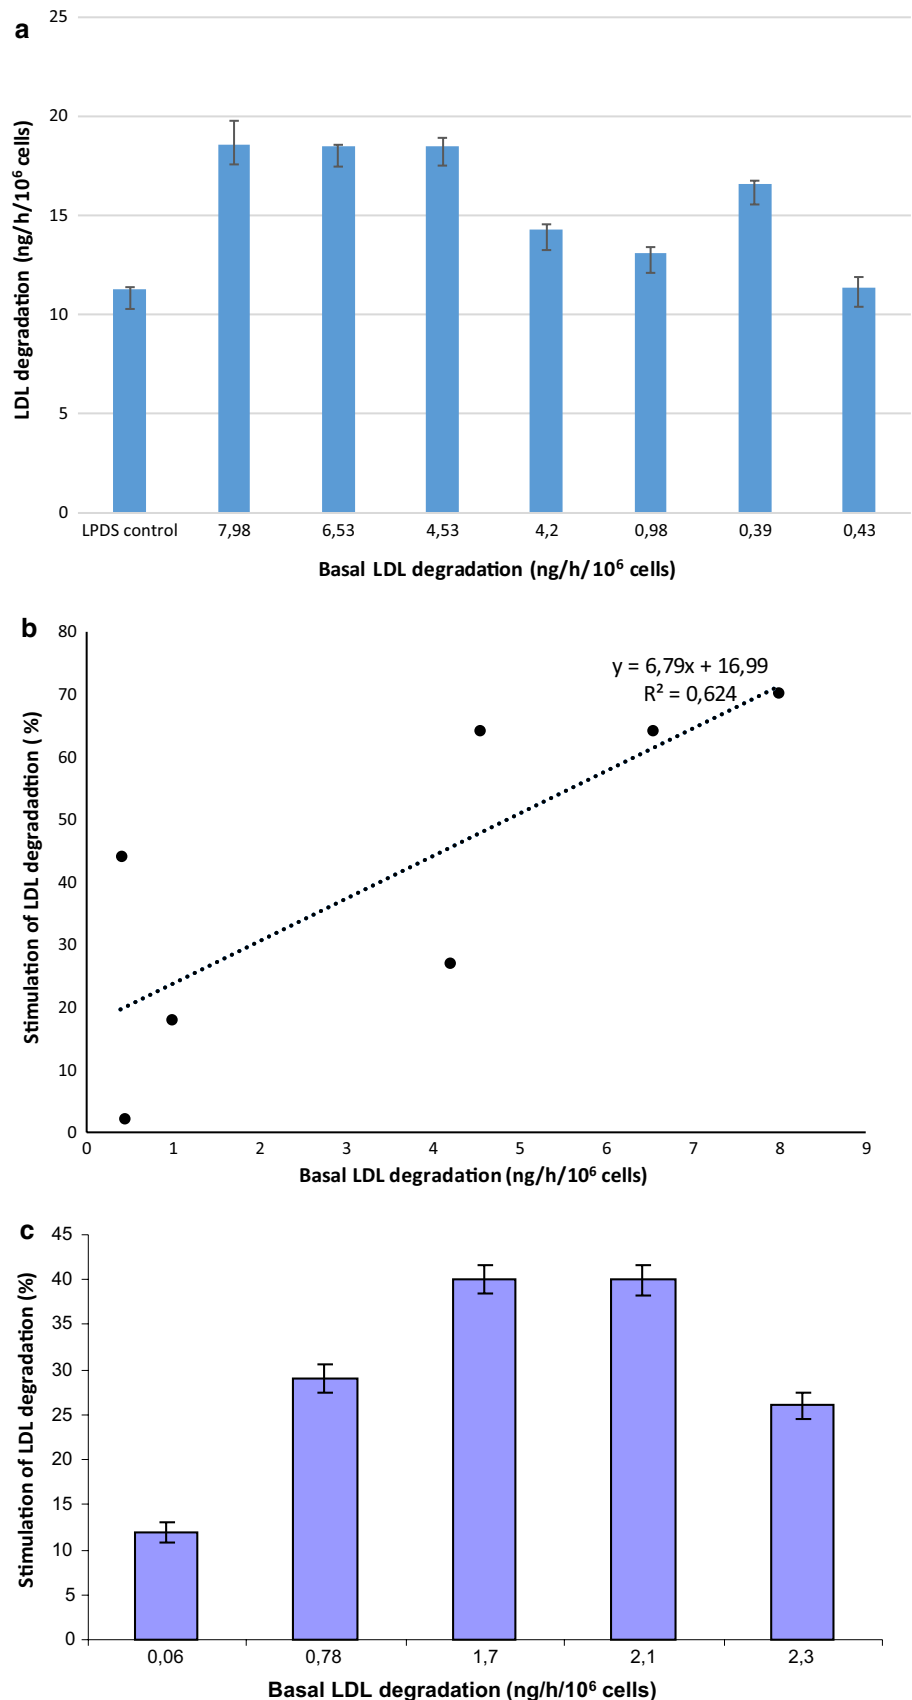 a
LDL degradation (ng/h/10⁶ cells)
25
20
15
10
5
0
LPDS control 7,98 6,53 4,53 4,2 0,98 0,39 0,43
Basal LDL degradation (ng/h/10⁶ cells)
b
Stimulation of LDL degradadtion ( %)
80
70
60
50
40
30
20
10
0
y = 6,79x + 16,99
R² = 0,624
0 1 2 3 4 5 6 7 8 9
Basal LDL degradation (ng/h/10⁶ cells)
c
Stimulation of LDL degradation (%)
45
40
35
30
25
20
15
10
5
0
0,06 0,78 1,7 2,1 2,3
Basal LDL degradation (ng/h/10⁶ cells)